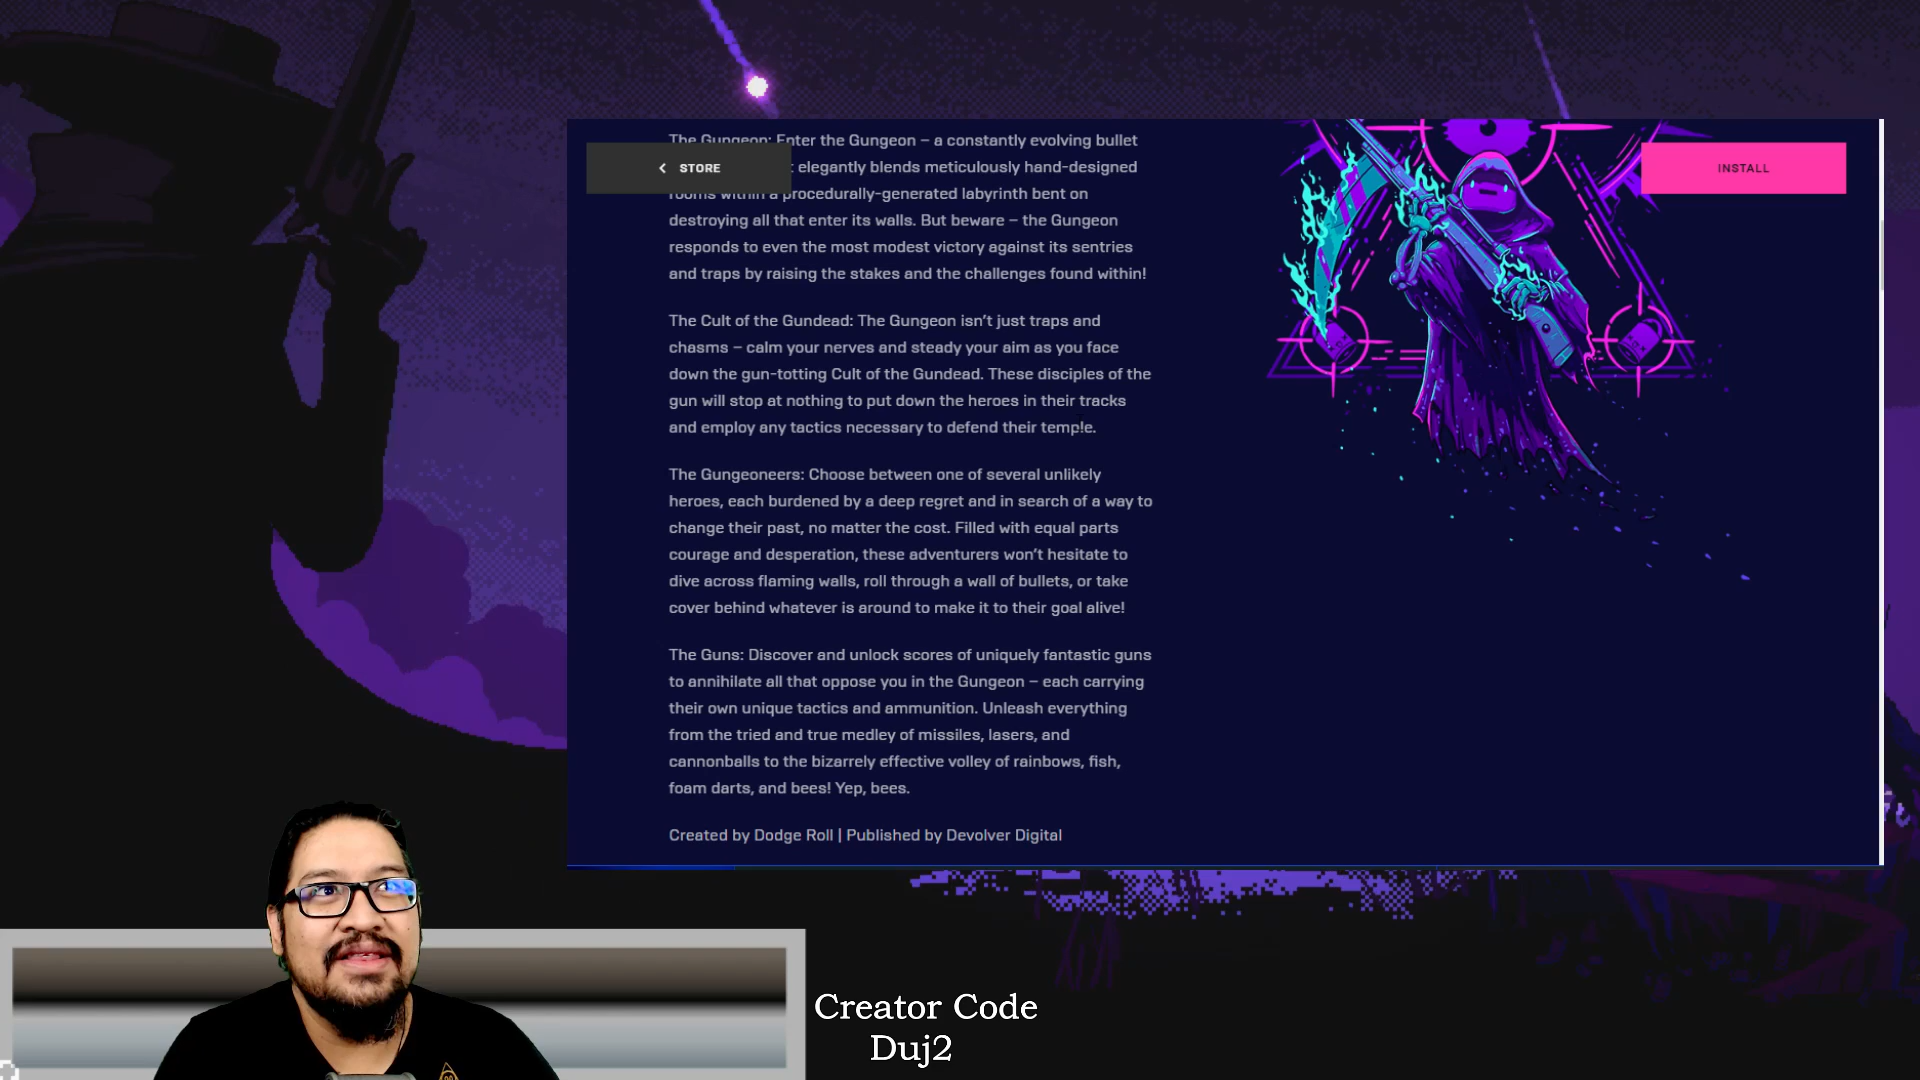 The Gungeon: Enter the Gungeon – a constantly evolving bullet
STORE
elegantly blends meticulously hand-designed
INSTALL
rooms within a procedurally-generated labyrinth bent on
destroying all that enter its walls. But beware – the Gungeon
responds to even the most modest victory against its sentries
and traps by raising the stakes and the challenges found within!
The Cult of the Gundead: The Gungeon isn't just traps and
chasms – calm your nerves and steady your aim as you face
down the gun-totting Cult of the Gundead. These disciples of the
gun will stop at nothing to put down the heroes in their tracks
and employ any tactics necessary to defend their temple.
The Gungeoneers: Choose between one of several unlikely
heroes, each burdened by a deep regret and in search of a way to
change their past, no matter the cost. Filled with equal parts
courage and desperation, these adventurers won't hesitate to
dive across flaming walls, roll through a wall of bullets, or take
cover behind whatever is around to make it to their goal alive!
The Guns: Discover and unlock scores of uniquely fantastic guns
to annihilate all that oppose you in the Gungeon – each carrying
their own unique tactics and ammunition. Unleash everything
from the tried and true medley of missiles, lasers, and
cannonballs to the bizarrely effective volley of rainbows, fish,
foam darts, and bees! Yep, bees.
Created by Dodge Roll | Published by Devolver Digital
Creator Code
Duj2